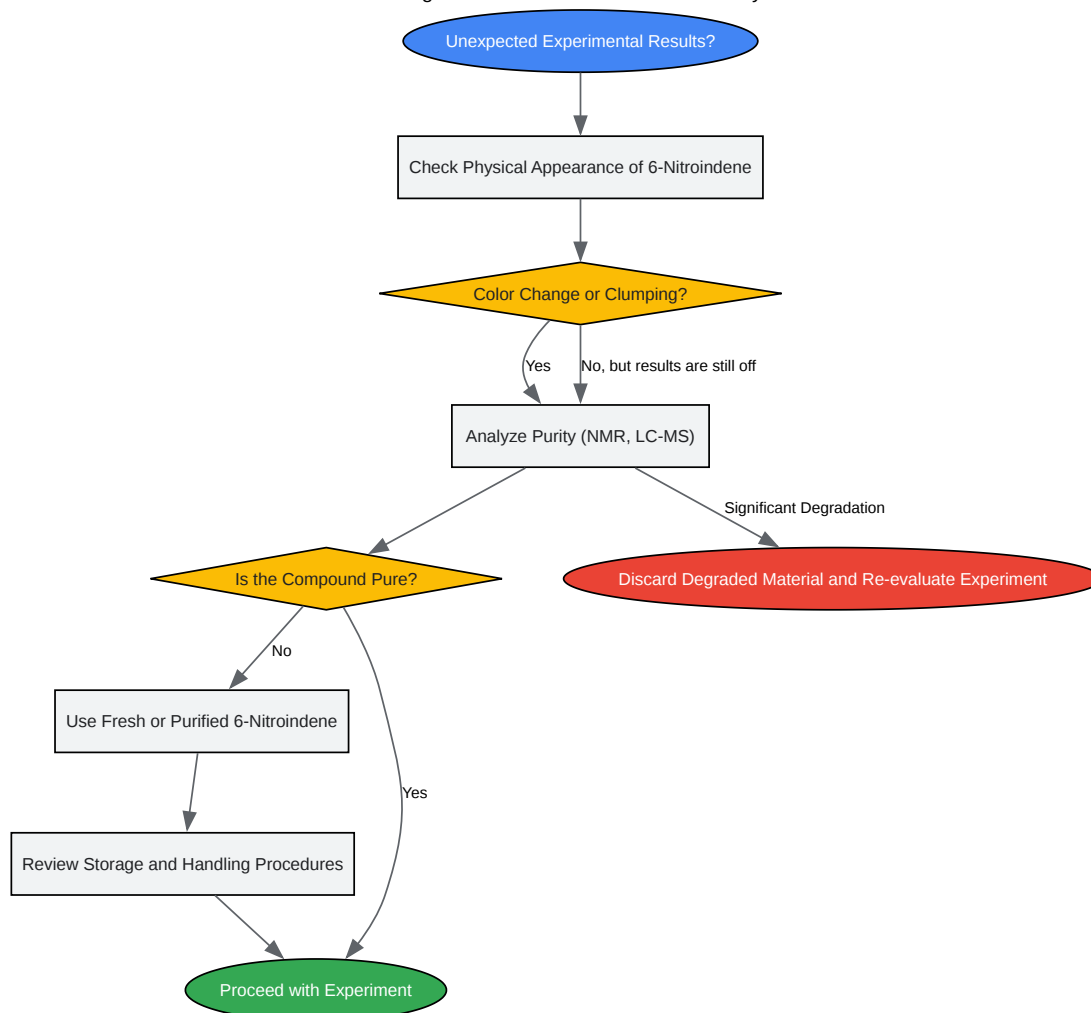 Unexpected Experimental Results?
Check Physical Appearance of 6-Nitroindene
Color Change or Clumping?
Yes
No, but results are still off
Analyze Purity (NMR, LC-MS)
Significant Degradation
Is the Compound Pure?
Discard Degraded Material and Re-evaluate Experiment
No
Use Fresh or Purified 6-Nitroindene
Yes
Review Storage and Handling Procedures
Proceed with Experiment